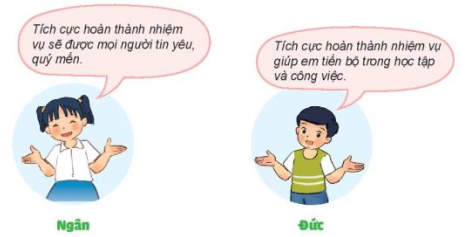 Tích cực hoàn thành nhiệm
vụ sẽ được mọi người tin yêu,
quý mến.
Tích cực hoàn thành nhiệm vụ
giúp em tiến bộ trong học tập
và công việc.
Ngân
Đức